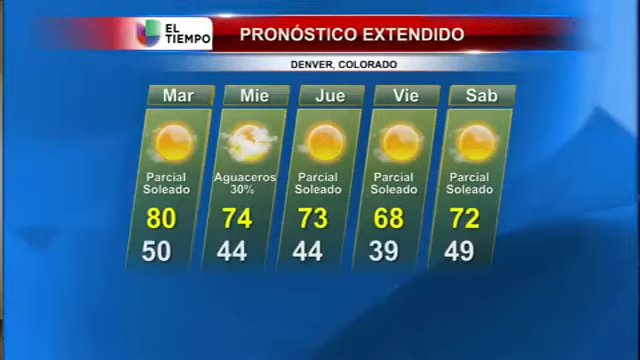 EL
TIEMPO
PRONÓSTICO EXTENDIDO
DENVER, COLORADO
Mar Mie Jue Vie Sab
Parcial Aguaceros Parcial Parcial Parcial
Soleado 30% Soleado Soleado Soleado
80 74 73 68 72
50 44 44 39 49